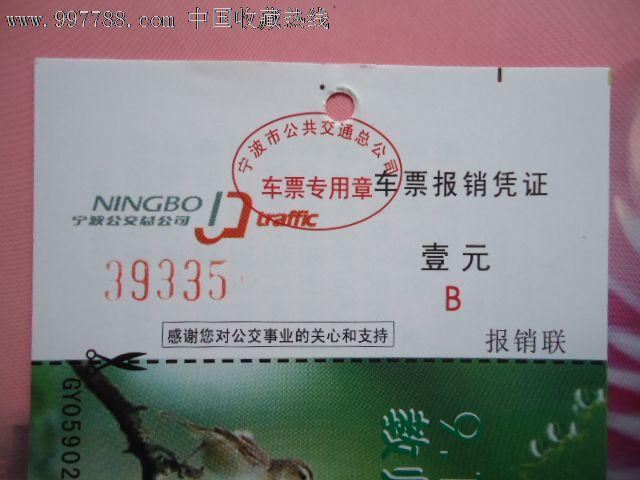 www.997788.com 中国收藏热线
宁波市公共交通总公司
车票专用章
车票报销凭证
NINGBO
宁波公交总公司
traffic
壹元
39335
B
感谢您对公交事业的关心和支持
报销联
GY05902